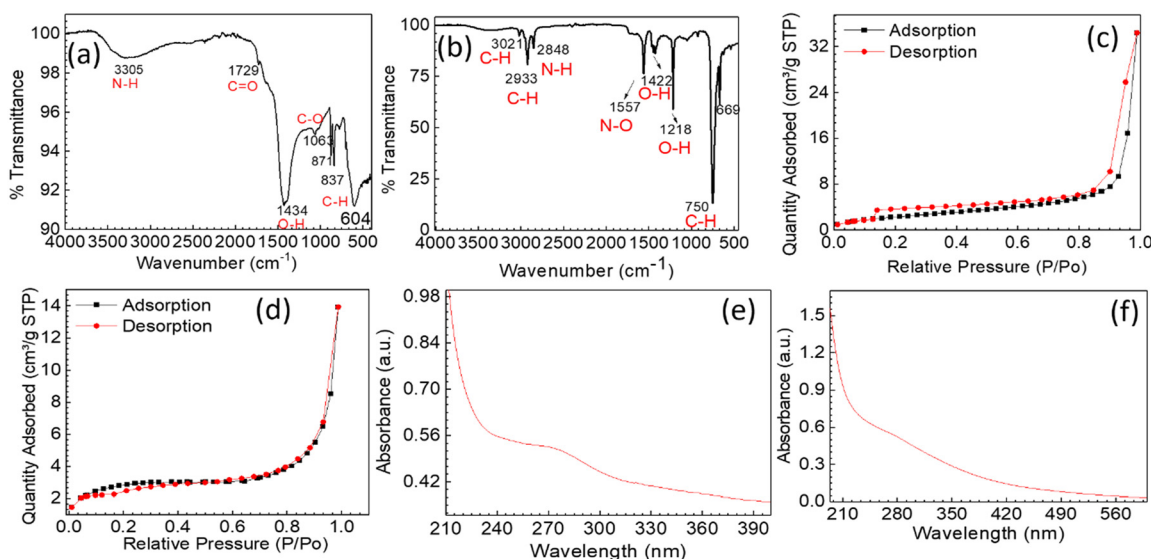 (a)
100
98
96
94
92
90
% Transmittance
3305
N-H
1729
C=O
C-O
1063
871
837
C-H
1434
O-H
604
4000 3000 2000 1000 400
Wavenumber (cm⁻¹)
(b)
100
75
50
25
0
% Transmittance
3021
2848
C-H
N-H
2933
C-H
1422
O-H
1557
N-O
669
1218
O-H
750
C-H
4000 3500 3000 2500 2000 1500 1000 500
Wavenumber (cm⁻¹)
(c)
Adsorption
Desorption
32
24
16
8
0
Quantity Adsorbed (cm³/g STP)
0.0 0.2 0.4 0.6 0.8 1.0
Relative Pressure (P/Po)
(d)
Adsorption
Desorption
14
12
10
8
6
4
2
Quantity Adsorbed (cm³/g STP)
0.0 0.2 0.4 0.6 0.8 1.0
Relative Pressure (P/Po)
(e)
0.98
0.84
0.70
0.56
0.42
Absorbance (a.u.)
210 240 270 300 330 360 390
Wavelength (nm)
(f)
1.5
1.2
0.9
0.6
0.3
0.0
Absorbance (a.u.)
210 280 350 420 490 560
Wavelength (nm)